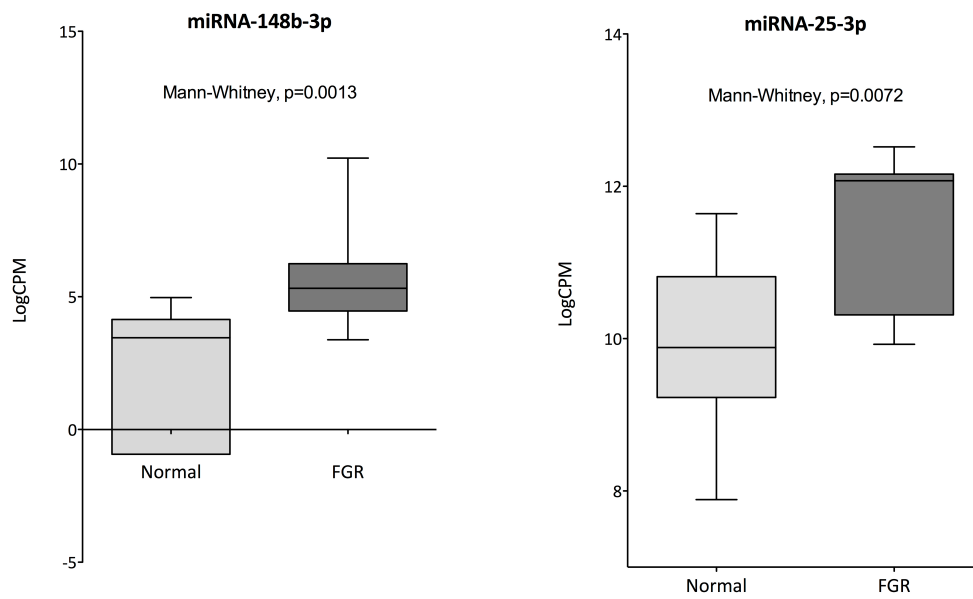 miRNA-148b-3p
Mann-Whitney, p=0.0013
15
10
5
0
-5
LogCPM
Normal
FGR
miRNA-25-3p
Mann-Whitney, p=0.0072
14
12
10
8
LogCPM
Normal
FGR